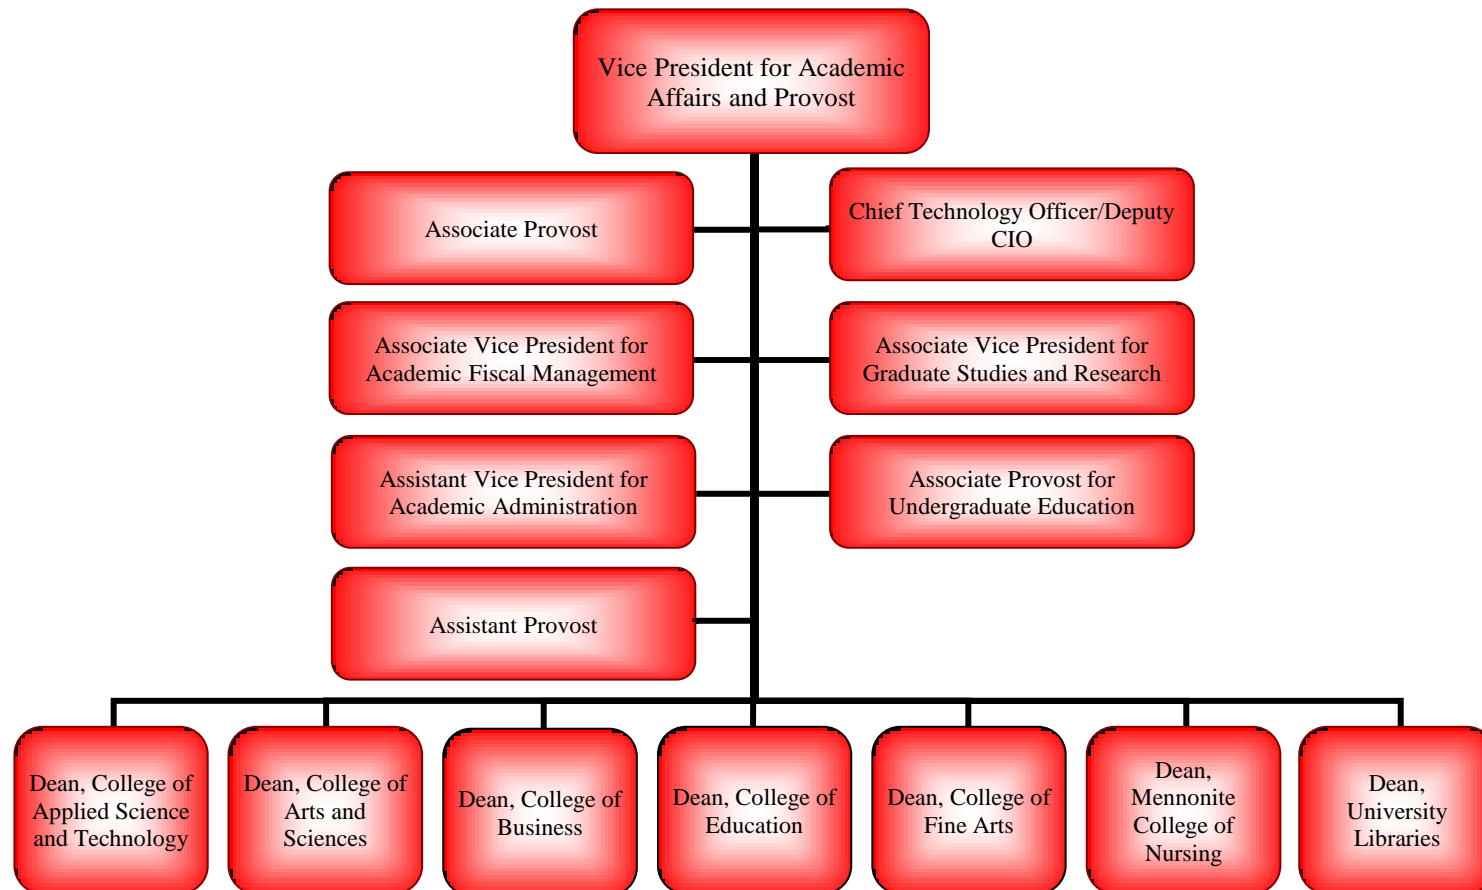 Vice President for Academic
Affairs and Provost
Associate Provost
Chief Technology Officer/Deputy
CIO
Associate Vice President for
Academic Fiscal Management
Associate Vice President for
Graduate Studies and Research
Assistant Vice President for
Academic Administration
Associate Provost for
Undergraduate Education
Assistant Provost
Dean, College of
Applied Science
and Technology
Dean, College of
Arts and
Sciences
Dean, College of
Business
Dean, College of
Education
Dean, College of
Fine Arts
Dean,
Mennonite
College of
Nursing
Dean,
University
Libraries